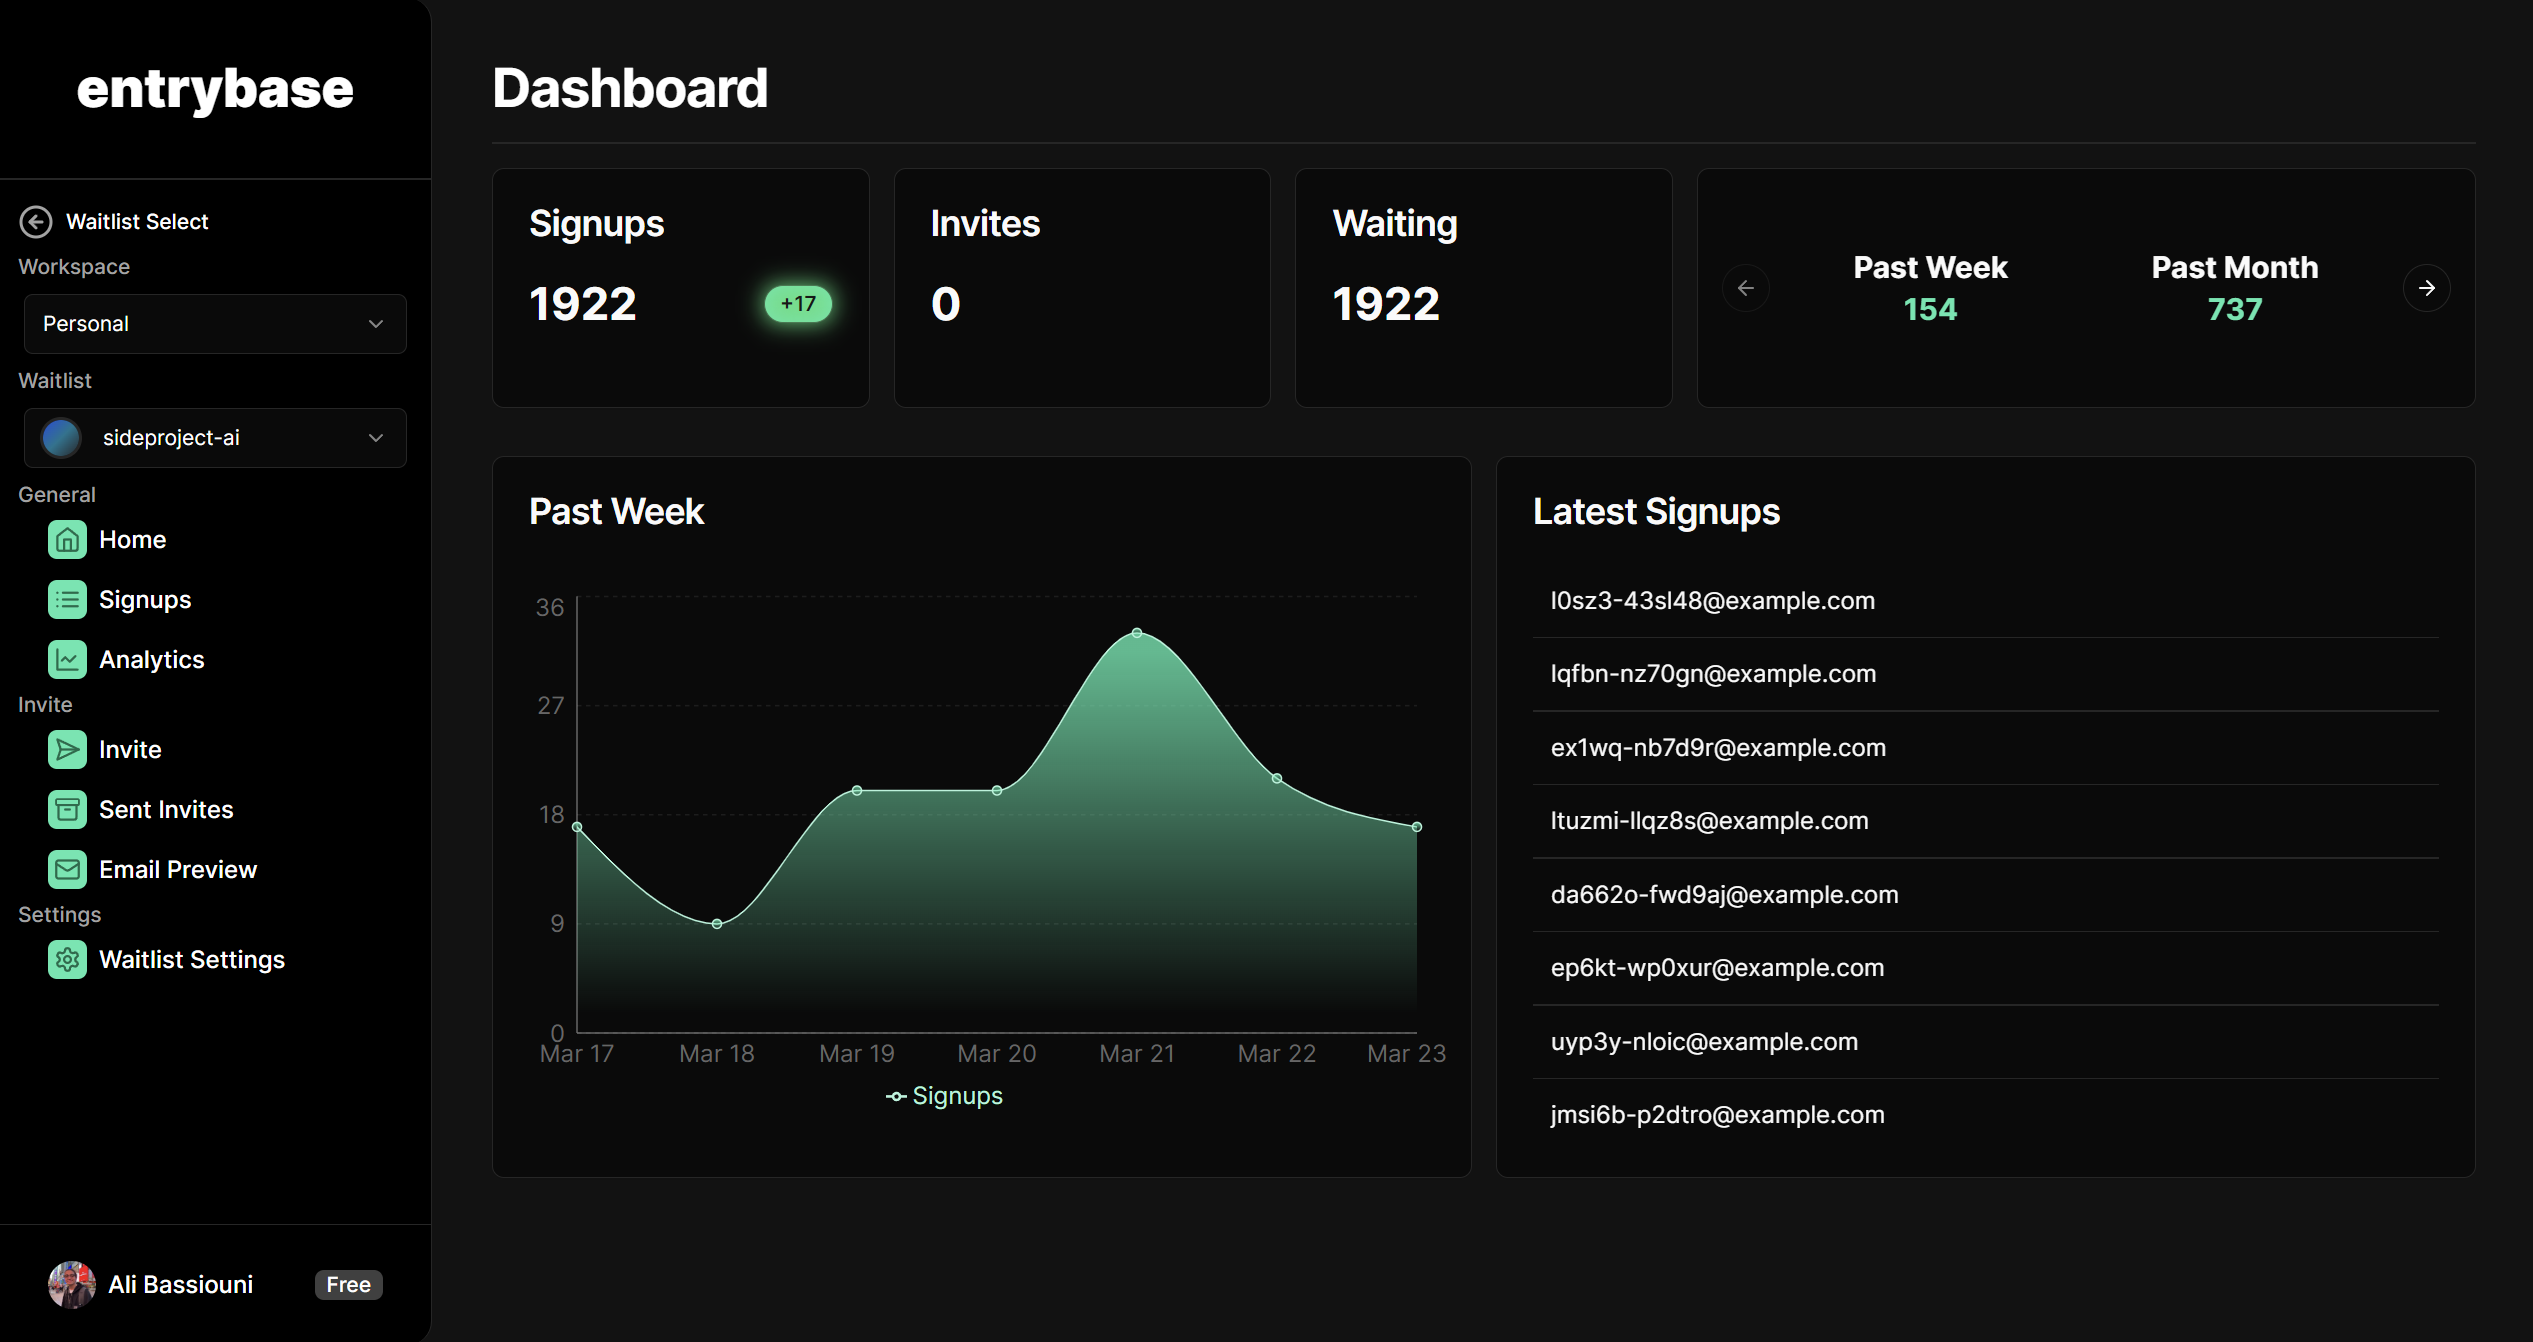 entrybase
Waitlist Select
Workspace
Personal
Waitlist
sideproject-ai
General
Home
Signups
Analytics
Invite
Invite
Sent Invites
Email Preview
Settings
Waitlist Settings
Ali Bassiouni
Free
Dashboard
Signups
1922
+17
Invites
0
Waiting
1922
Past Week
154
Past Month
737
Past Week
36
27
18
9
0
Mar 17
Mar 18
Mar 19
Mar 20
Mar 21
Mar 22
Mar 23
Signups
Latest Signups
l0sz3-43sl48@example.com
lqfbn-nz70gn@example.com
ex1wq-nb7d9r@example.com
ltuzmi-llqz8s@example.com
da662o-fwd9aj@example.com
ep6kt-wp0xur@example.com
uyp3y-nloic@example.com
jmsi6b-p2dtro@example.com